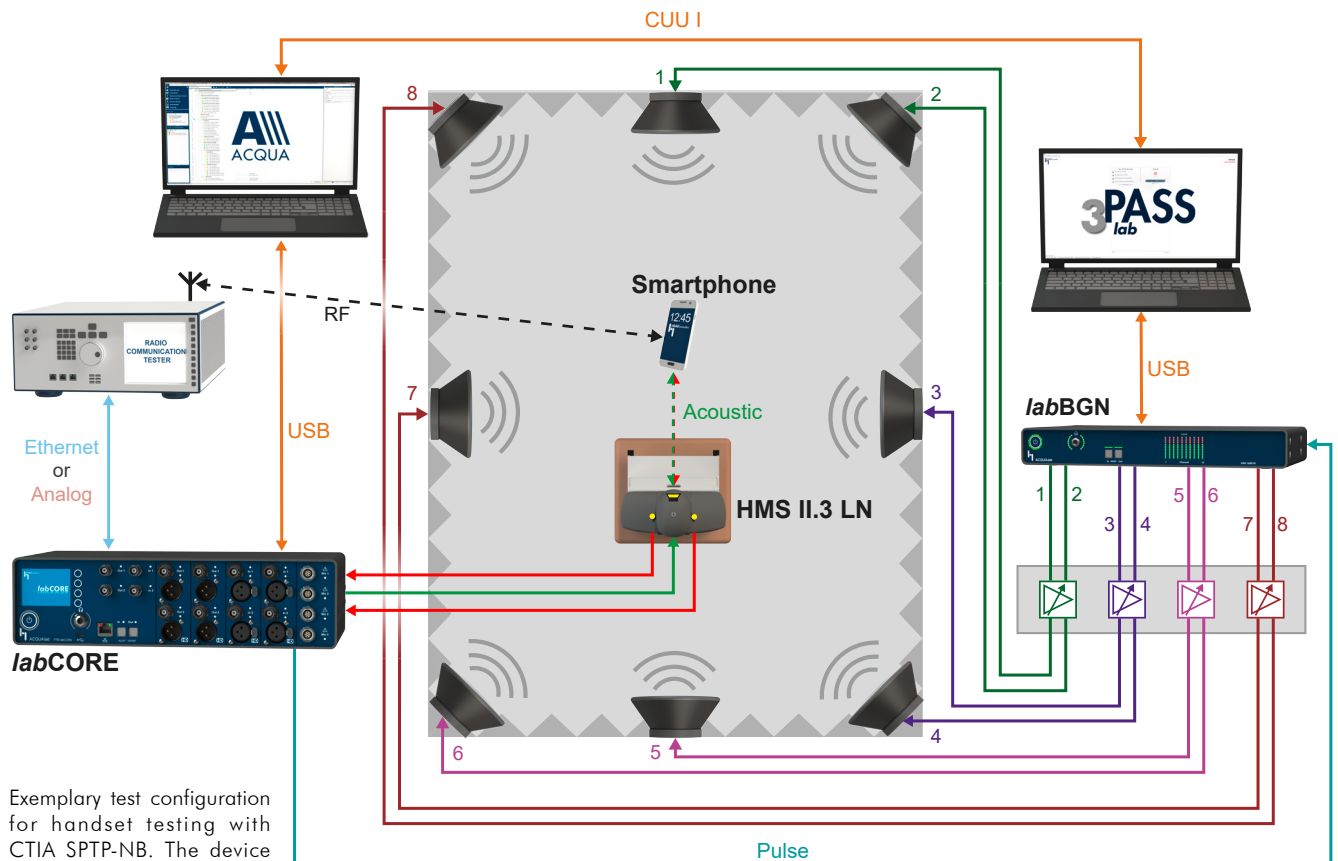 CUU I
1
2
8
ACQUA
3PASS
lab
Smartphone
12:45
RF
RADIO
COMMUNICATION
TESTER
7
3
USB
Acoustic
labBGN
Ethernet
or
Analog
USB
HMS II.3 LN
1 2
3 4
5 6
7 8
labCORE
labCORE
6
5
4
Exemplary test configuration
for handset testing with
CTIA SPTP-NB. The device
Pulse